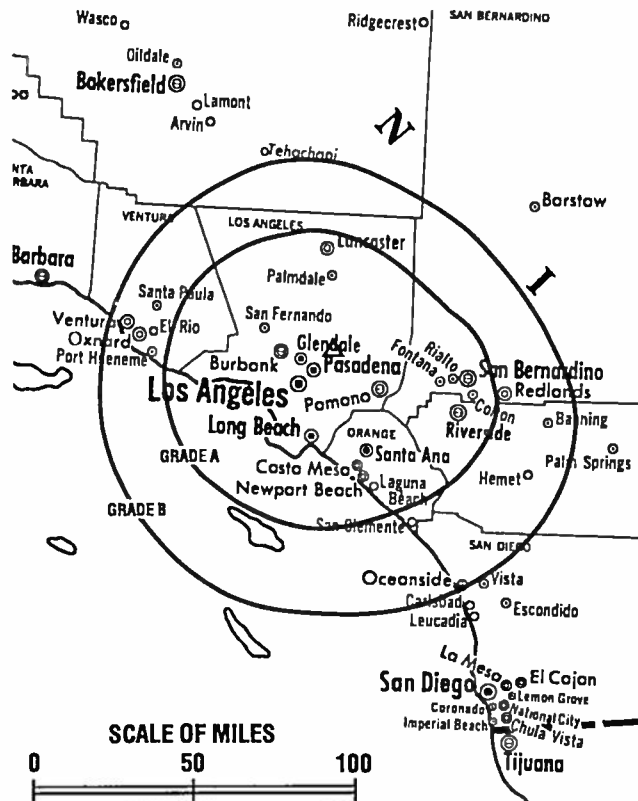 Wasco
Ridgecrest
SAN BERNARDINO
Oildale
Bakersfield
Lamont
Arvin
N
Tehachapi
NTA
RBARA
VENTURA
LOS ANGELES
Barstow
Lancaster
Barbara
Palmdale
Santa Paula
San Fernando
Ventura
El Rio
Oxnard
Port Hueneme
Glendale
Burbank
Pasadena
Rialto
Fontana
San Bernardino
Los Angeles
Pomona
Redlands
Colton
Banning
Riverside
Long Beach
ORANGE
Santa Ana
GRADE A
Palm Springs
Costa Mesa
Newport Beach
Laguna
Beach
Hemet
GRADE B
San Clemente
SAN DIEGO
Oceanside
Vista
Carlsbad
Escondido
Leucadia
La Mesa
El Cajon
San Diego
Lemon Grove
Coronado
National City
Imperial Beach
Chula Vista
Tijuana
SCALE OF MILES
0 50 100